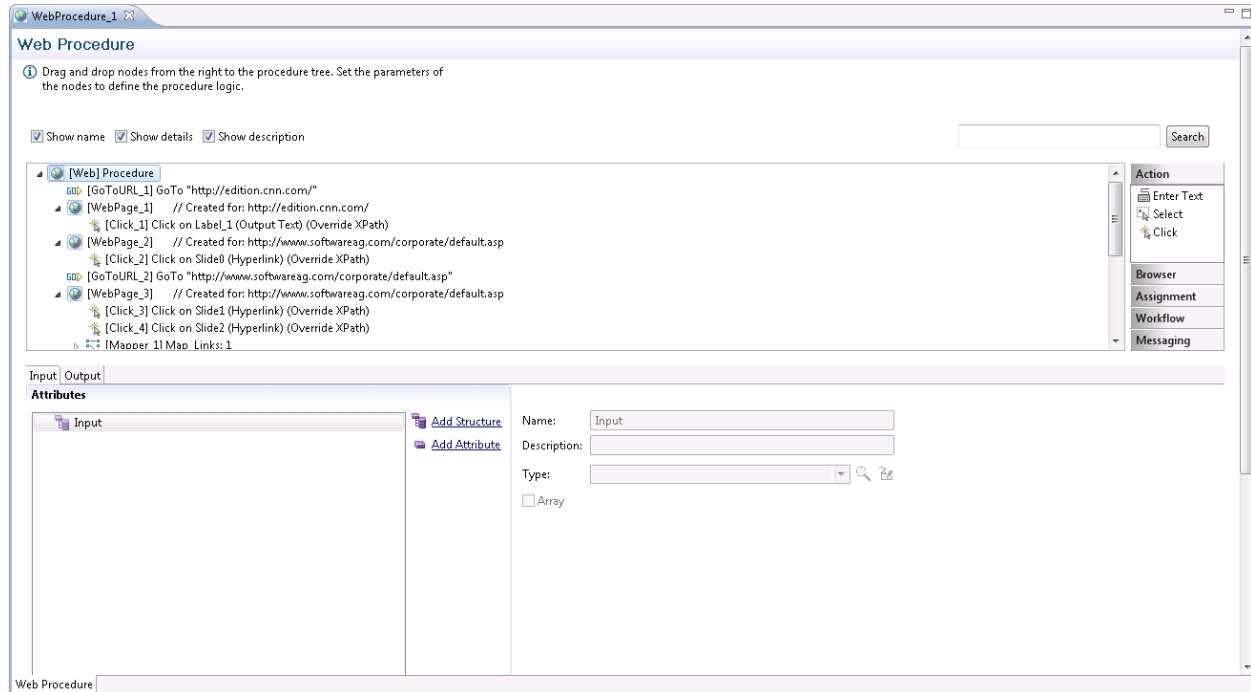 WebProcedure_1
Web Procedure
Drag and drop nodes from the right to the procedure tree. Set the parameters of
the nodes to define the procedure logic.
Show name Show details Show description
Search
[Web] Procedure
[GoToURL_1] GoTo "http://edition.cnn.com/"
[WebPage_1] // Created for: http://edition.cnn.com/
[Click_1] Click on Label_1 (Output Text) (Override XPath)
[WebPage_2] // Created for: http://www.softwareag.com/corporate/default.asp
[Click_2] Click on Slide0 (Hyperlink) (Override XPath)
[GoToURL_2] GoTo "http://www.softwareag.com/corporate/default.asp"
[WebPage_3] // Created for: http://www.softwareag.com/corporate/default.asp
[Click_3] Click on Slide1 (Hyperlink) (Override XPath)
[Click_4] Click on Slide2 (Hyperlink) (Override XPath)
[Mapper_1] Map Links: 1
Action
Enter Text
Select
Click
Browser
Assignment
Workflow
Messaging
Input Output
Attributes
Input
Add Structure
Add Attribute
Name: Input
Description:
Type:
Array
Web Procedure